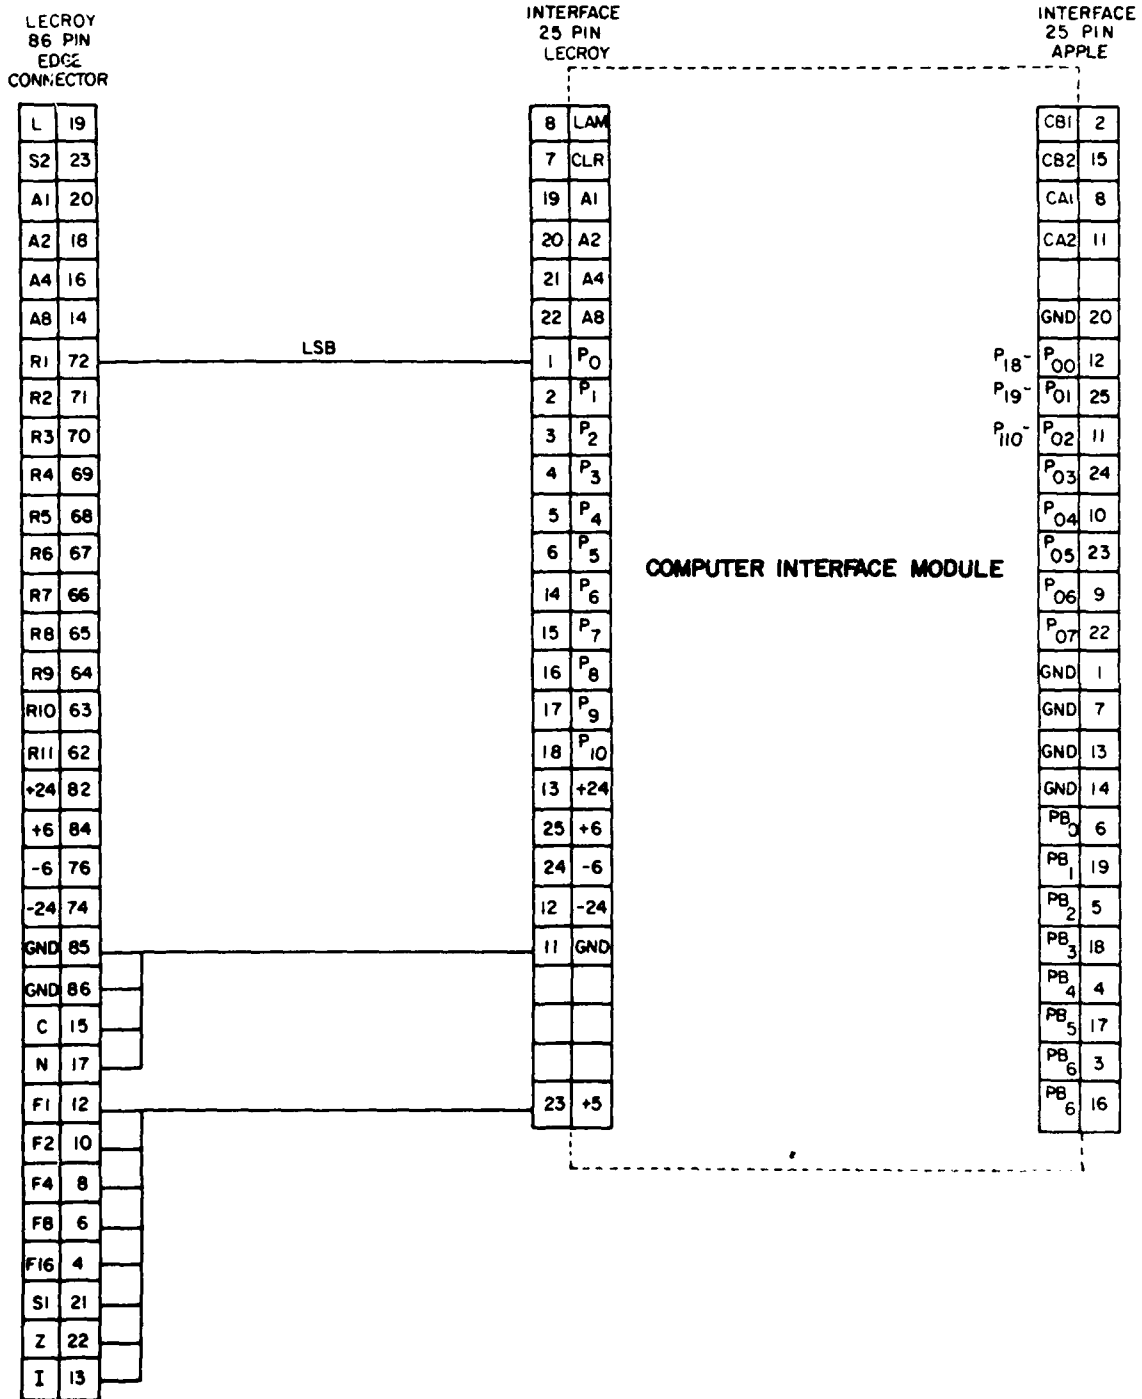 LECROY
86 PIN
EDGE
CONNECTOR
INTERFACE
25 PIN
LECROY
INTERFACE
25 PIN
APPLE
L 19 8 LAM CB1 2
S2 23 7 CLR CB2 15
A1 20 19 A1 CA1 8
A2 18 20 A2 CA2 11
A4 16 21 A4
A8 14 22 A8 GND 20
R1 72 LSB 1 P0 P18- P00 12
R2 71 2 P1 P19- P01 25
R3 70 3 P2 P110- P02 11
R4 69 4 P3 P03 24
R5 68 5 P4 P04 10
R6 67 6 P5 P05 23
COMPUTER INTERFACE MODULE
R7 66 14 P6 P06 9
R8 65 15 P7 P07 22
R9 64 16 P8 GND 1
R10 63 17 P9 GND 7
R11 62 18 P10 GND 13
+24 82 13 +24 GND 14
+6 84 25 +6 PB0 6
-6 76 24 -6 PB1 19
-24 74 12 -24 PB2 5
GND 85 11 GND PB3 18
GND 86 PB4 4
C 15 PB5 17
N 17 PB6 3
F1 12 23 +5 PB6 16
F2 10
F4 8
F8 6
F16 4
S1 21
Z 22
I 13